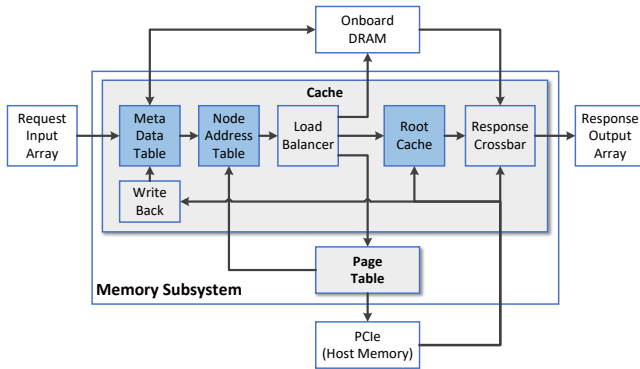 Onboard
DRAM
Cache
Request
Input
Array
Meta
Data
Table
Node
Address
Table
Load
Balancer
Root
Cache
Response
Crossbar
Response
Output
Array
Write
Back
Page
Table
Memory Subsystem
PCIe
(Host Memory)